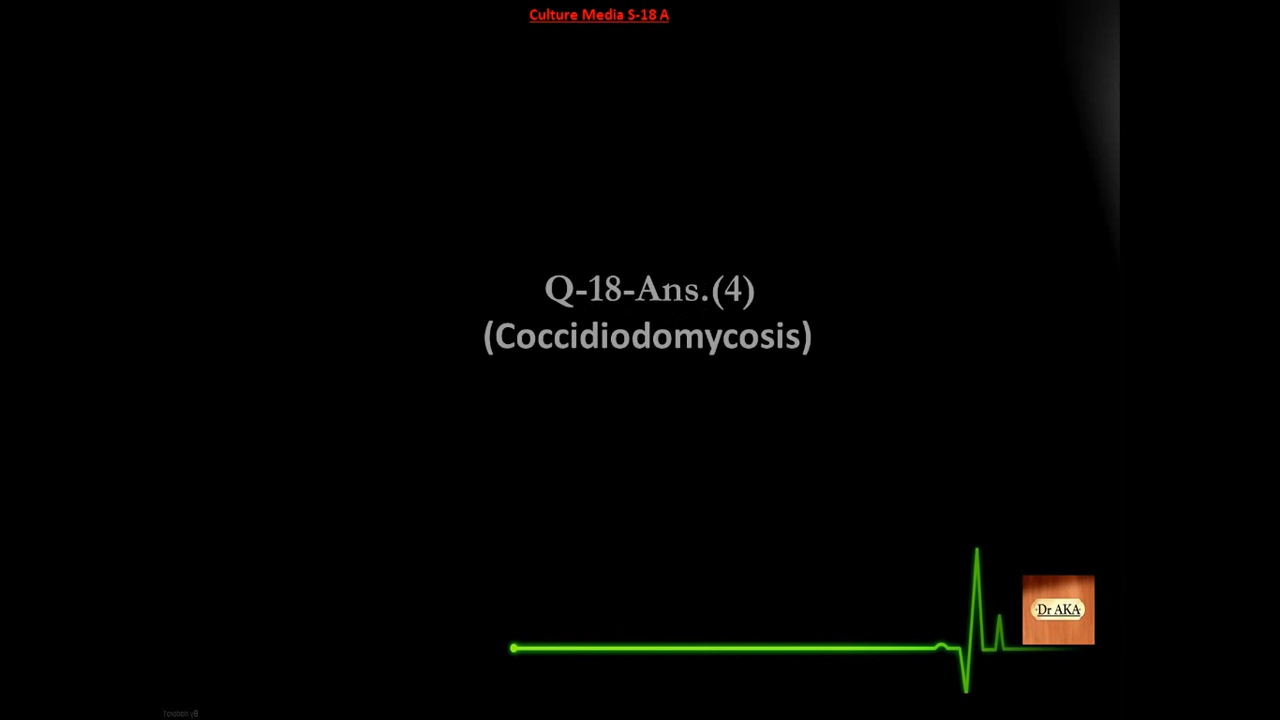 Culture Media S-18 A
Q-18-Ans.(4)
(Coccidiodomycosis)
Dr AKA